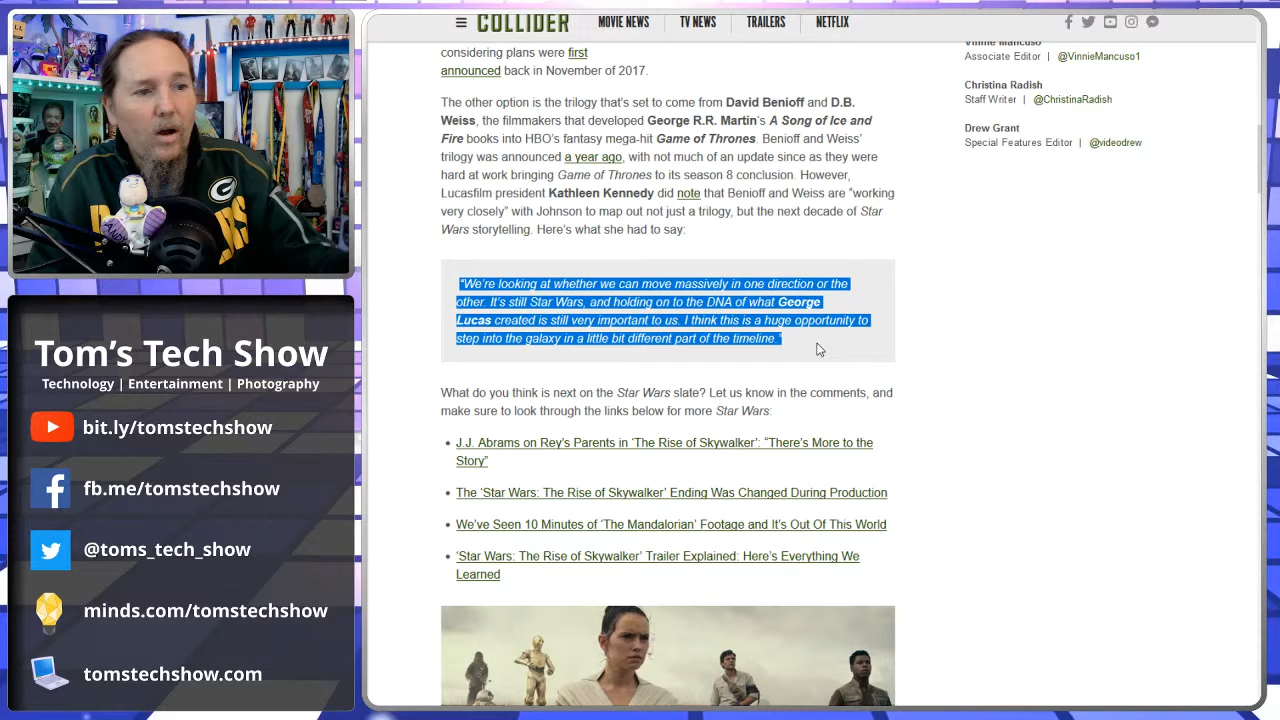 COLLIDER
MOVIE NEWS
TV NEWS
TRAILERS
NETFLIX
considering plans were first
announced back in November of 2017.
The other option is the trilogy that's set to come from David Benioff and D.B.
Weiss, the filmmakers that developed George R.R. Martin's A Song of Ice and
Fire books into HBO's fantasy mega-hit Game of Thrones. Benioff and Weiss'
trilogy was announced a year ago, with not much of an update since as they were
hard at work bringing Game of Thrones to its season 8 conclusion. However,
Lucasfilm president Kathleen Kennedy did note that Benioff and Weiss are "working
very closely" with Johnson to map out not just a trilogy, but the next decade of Star
Wars storytelling. Here's what she had to say:
"We're looking at whether we can move massively in one direction or the
other. It's still Star Wars, and holding on to the DNA of what George
Lucas created is still very important to us. I think this is a huge opportunity to
step into the galaxy in a little bit different part of the timeline."
What do you think is next on the Star Wars slate? Let us know in the comments, and
make sure to look through the links below for more Star Wars:
• J.J. Abrams on Rey's Parents in 'The Rise of Skywalker': "There's More to the
Story"
• The 'Star Wars: The Rise of Skywalker' Ending Was Changed During Production
• We've Seen 10 Minutes of 'The Mandalorian' Footage and It's Out Of This World
• 'Star Wars: The Rise of Skywalker' Trailer Explained: Here's Everything We
Learned
Vinnie Mancuso
Associate Editor | @VinnieMancuso1
Christina Radish
Staff Writer | @ChristinaRadish
Drew Grant
Special Features Editor | @videodrew
Tom's Tech Show
Technology | Entertainment | Photography
bit.ly/tomstechshow
fb.me/tomstechshow
@toms_tech_show
minds.com/tomstechshow
tomstechshow.com